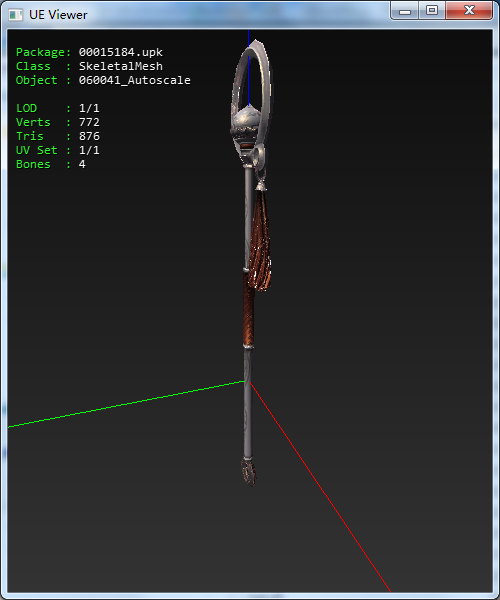 UE Viewer
Package: 00015184.upk
Class  : SkeletalMesh
Object : 060041_Autoscale
LOD    : 1/1
Verts  : 772
Tris   : 876
UV Set : 1/1
Bones  : 4